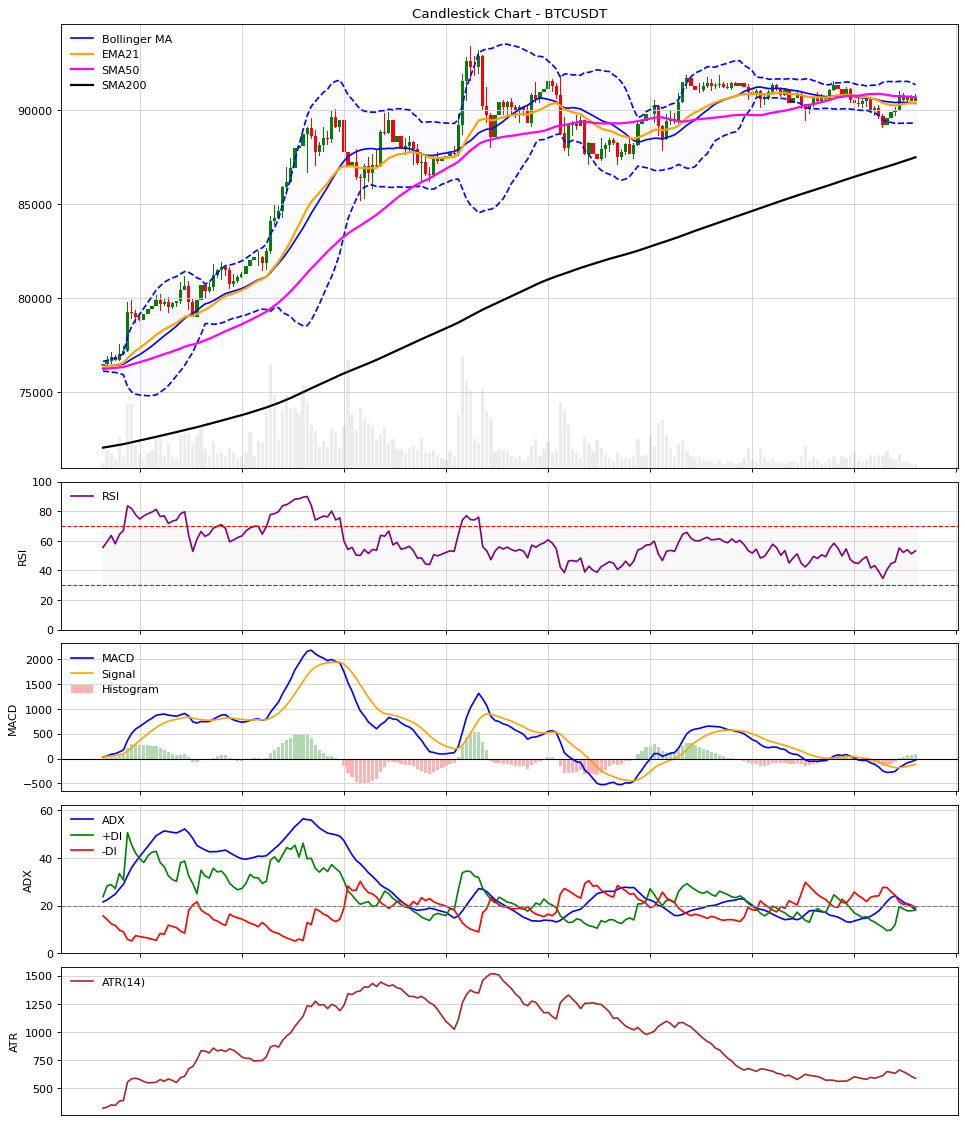 Candlestick Chart - BTCUSDT
Bollinger MA
EMA21
SMA50
SMA200
90000
85000
80000
75000
RSI
RSI
100
80
60
40
20
0
MACD
Signal
Histogram
MACD
2000
1500
1000
500
0
−500
ADX
+DI
-DI
ADX
60
40
20
0
ATR(14)
ATR
1500
1250
1000
750
500